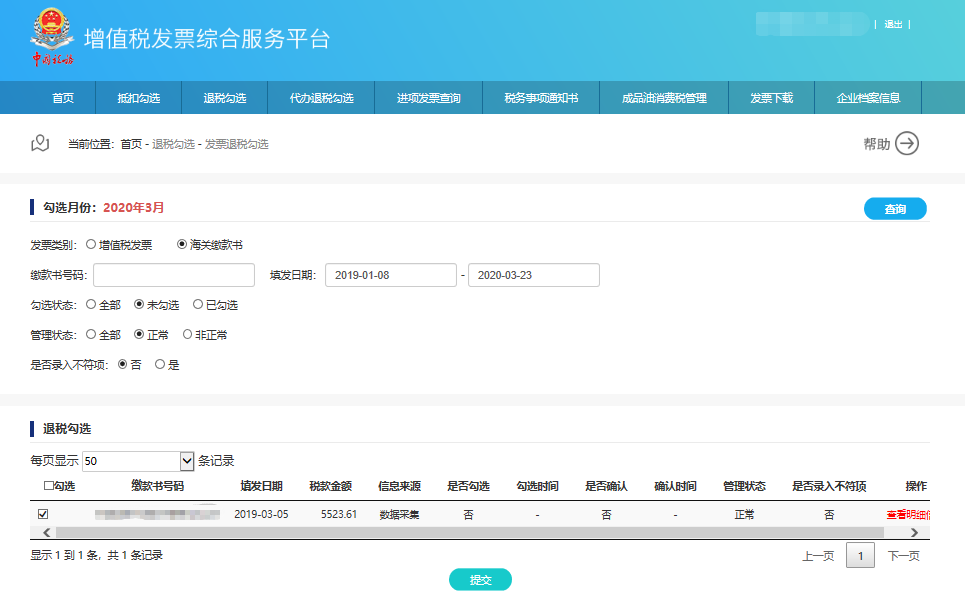 增值税发票综合服务平台
中国税务
| 退出 |
首页 抵扣勾选 退税勾选 代办退税勾选 进项发票查询 税务事项通知书 成品油消费税管理 发票下载 企业档案信息
当前位置：首页 - 退税勾选 - 发票退税勾选 帮助
勾选月份：2020年3月 查询
发票类别： 增值税发票 海关缴款书
缴款书号码： 填发日期： 2019-01-08 - 2020-03-23
勾选状态： 全部 未勾选 已勾选
管理状态： 全部 正常 非正常
是否录入不符项： 否 是
退税勾选
每页显示 50 条记录
勾选 缴款书号码 填发日期 税款金额 信息来源 是否勾选 勾选时间 是否确认 确认时间 管理状态 是否录入不符项 操作
2019-03-05 5523.61 数据采集 否 - 否 - 正常 否 查看明细
显示 1 到 1 条，共 1 条记录 上一页 1 下一页
提交